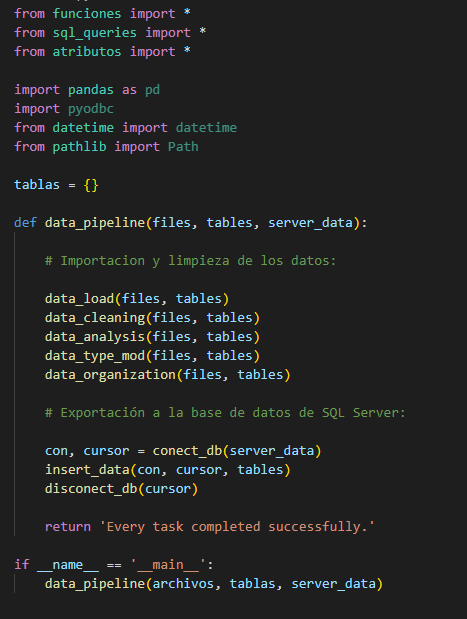 from funciones import *
from sql_queries import *
from atributos import *
import pandas as pd
import pyodbc
from datetime import datetime
from pathlib import Path
tablas = {}
def data_pipeline(files, tables, server_data):
    # Importacion y limpieza de los datos:
    data_load(files, tables)
    data_cleaning(files, tables)
    data_analysis(files, tables)
    data_type_mod(files, tables)
    data_organization(files, tables)
    # Exportación a la base de datos de SQL Server:
    con, cursor = conect_db(server_data)
    insert_data(con, cursor, tables)
    disconect_db(cursor)
    return 'Every task completed successfully.'
if __name__ == '__main__':
    data_pipeline(archivos, tablas, server_data)